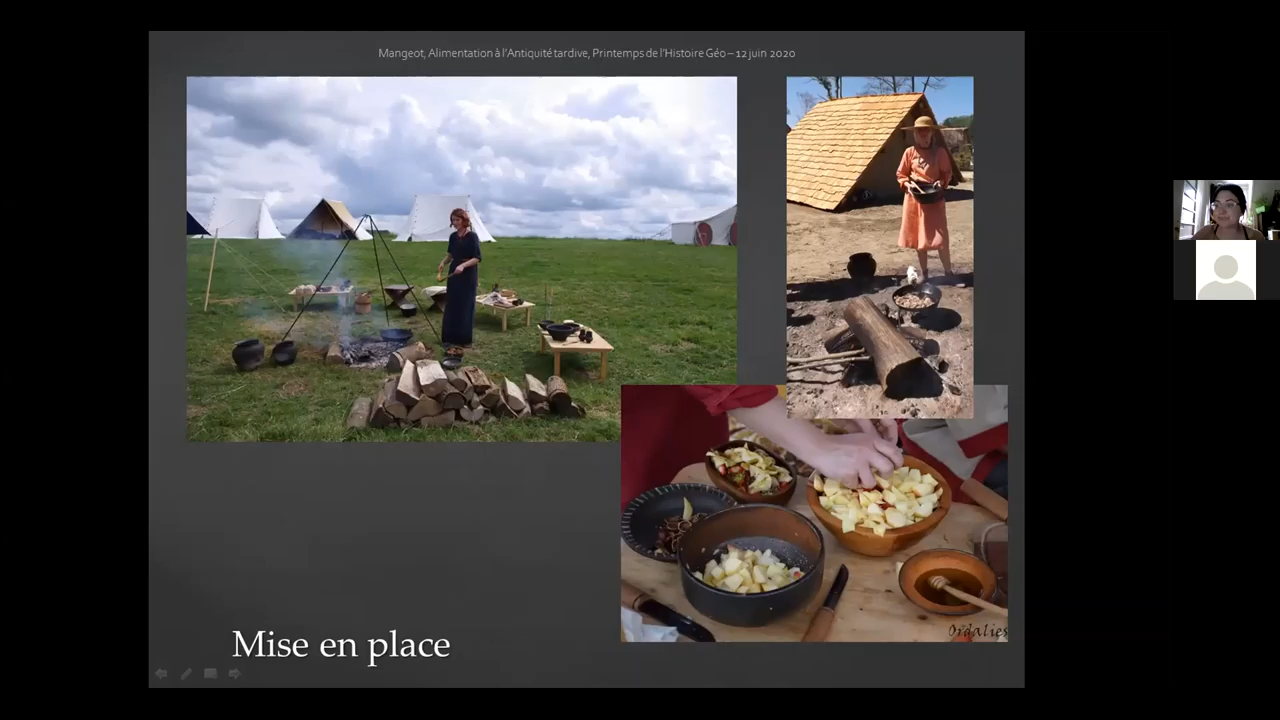 Mangeot, Alimentation à l'Antiquité tardive, Printemps de l'Histoire Géo – 12 juin 2020
Ordalies
Mise en place